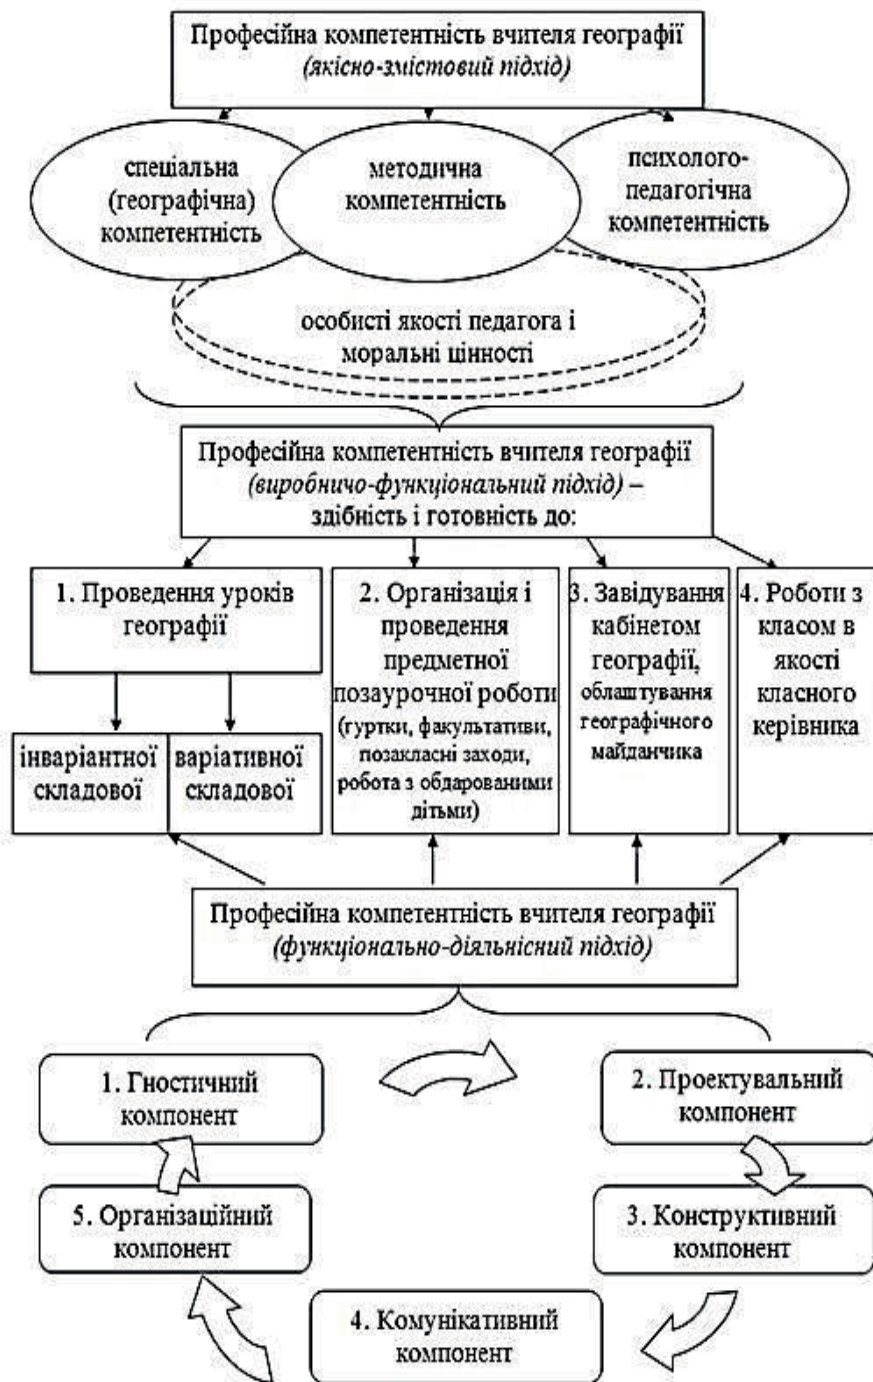 Професійна компетентність вчителя географії
(якісно-змістовий підхід)
спеціальна
(географічна)
компетентність
методична
компетентність
психолого-
педагогічна
компетентність
особисті якості педагога і
моральні цінності
Професійна компетентність вчителя географії
(виробничо-функціональний підхід) –
здібність і готовність до:
1. Проведення уроків
географії
інваріантної
складової
варіативної
складової
2. Організація і
проведення
предметної
позаурочної роботи
(гуртки, факультативи,
позакласні заходи,
робота з обдарованими
дітьми)
3. Завідування
кабінетом
географії,
облаштування
географічного
майданчика
4. Роботи з
класом в
якості
класного
керівника
Професійна компетентність вчителя географії
(функціонально-діяльнісний підхід)
1. Гностичний
компонент
2. Проектувальний
компонент
3. Конструктивний
компонент
4. Комунікативний
компонент
5. Організаційний
компонент